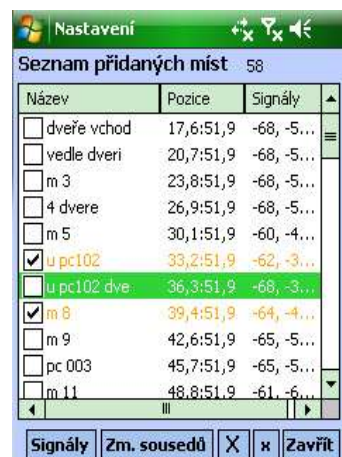 Nastavení
Seznam přidaných míst 58
Název Pozice Signály
dveře vchod 17,6:51,9 -68, -5...
vedle dveri 20,7:51,9 -68, -5...
m 3 23,8:51,9 -68, -5...
4 dvere 26,9:51,9 -68, -5...
m 5 30,1:51,9 -60, -4...
u pc102 33,2:51,9 -62, -3...
u pc102 dve 36,3:51,9 -68, -3...
m 8 39,4:51,9 -64, -4...
m 9 42,6:51,9 -65, -5...
pc 003 45,7:51,9 -65, -5...
m 11 48,8:51,9 -61, -6...
Signály Zm. sousedů X x Zavřít